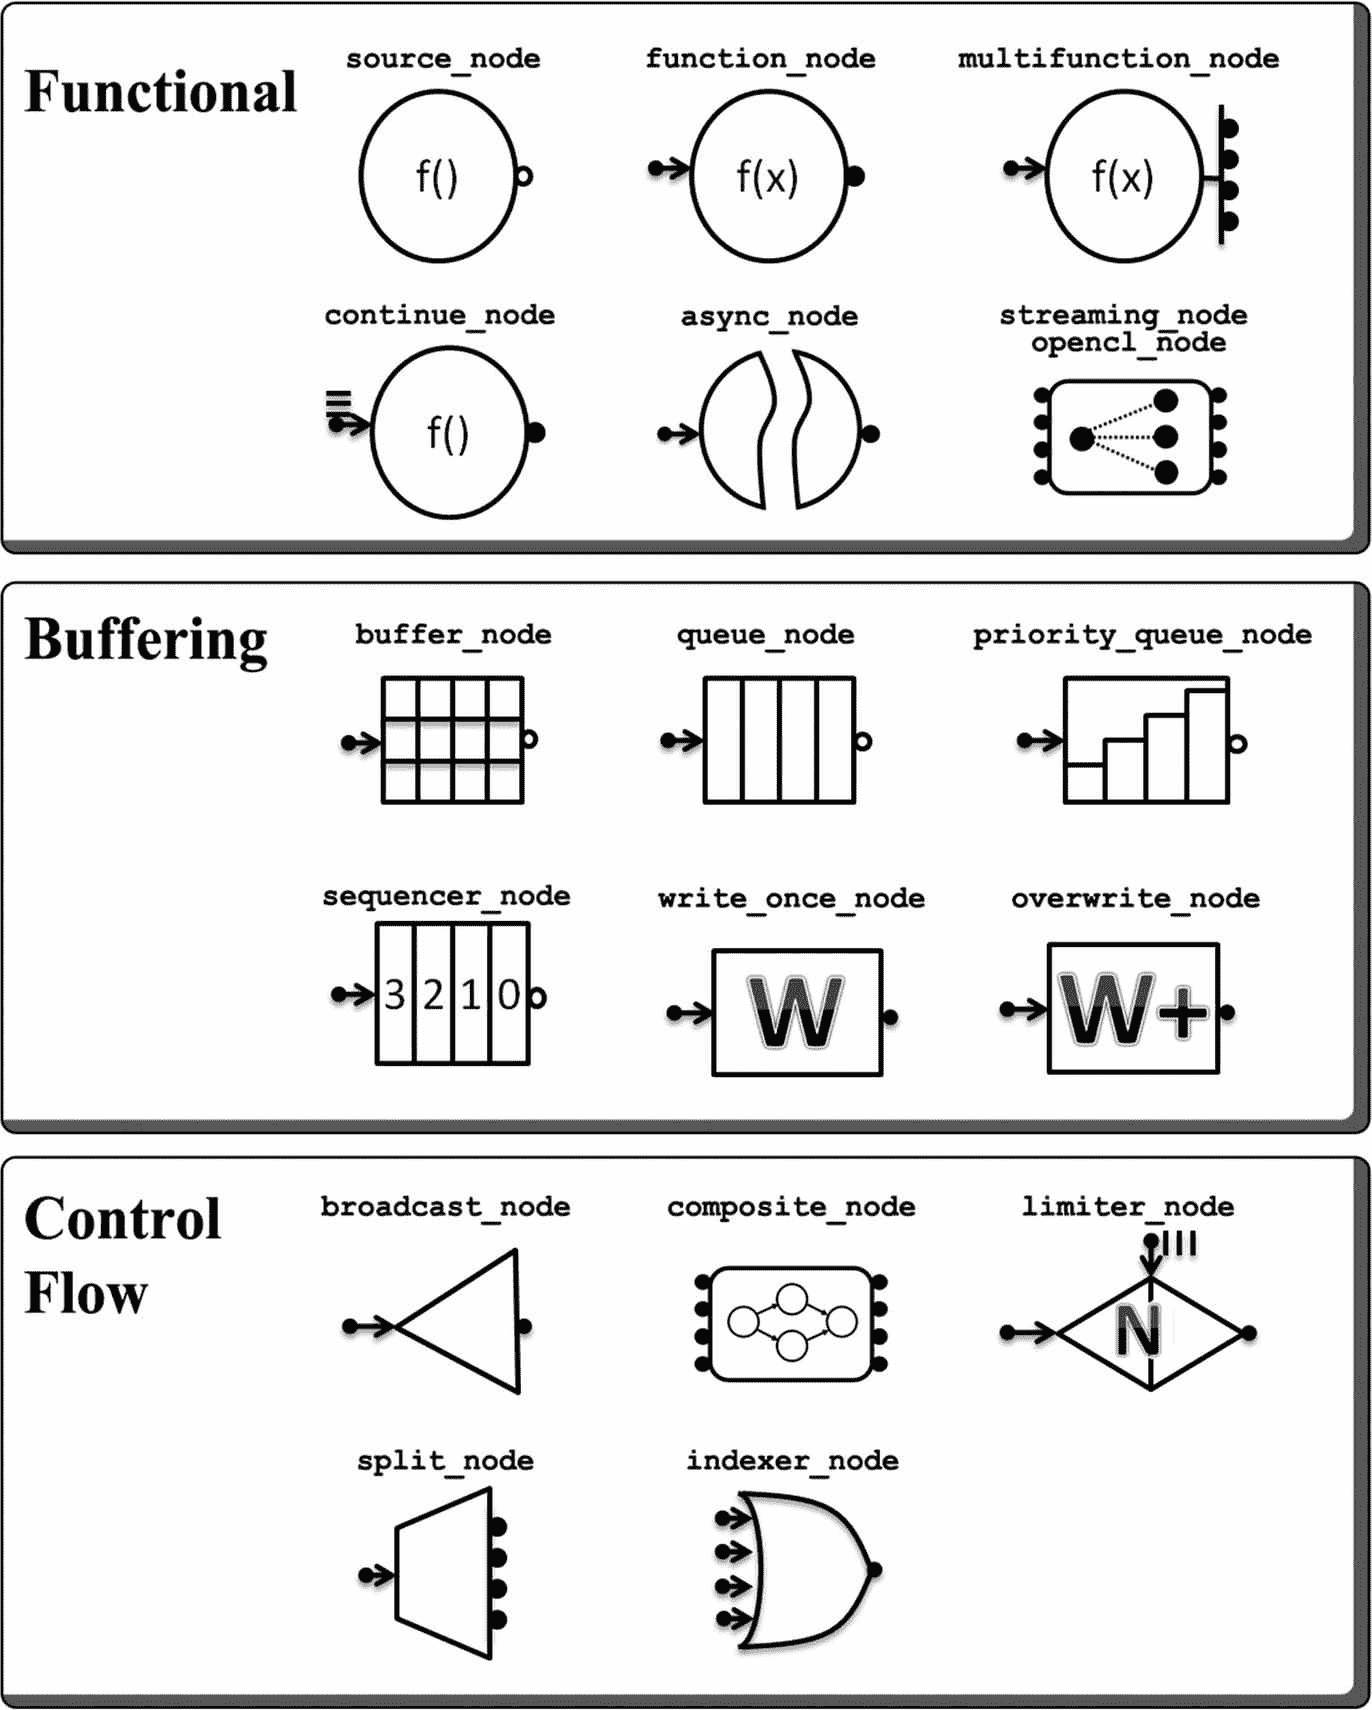 Functional
source_node
function_node
multifunction_node
f()
f(x)
f(x)
continue_node
async_node
streaming_node
opencl_node
f()
Buffering
buffer_node
queue_node
priority_queue_node
sequencer_node
write_once_node
overwrite_node
3 2 1 0
W
W+
Control
Flow
broadcast_node
composite_node
limiter_node
N
split_node
indexer_node